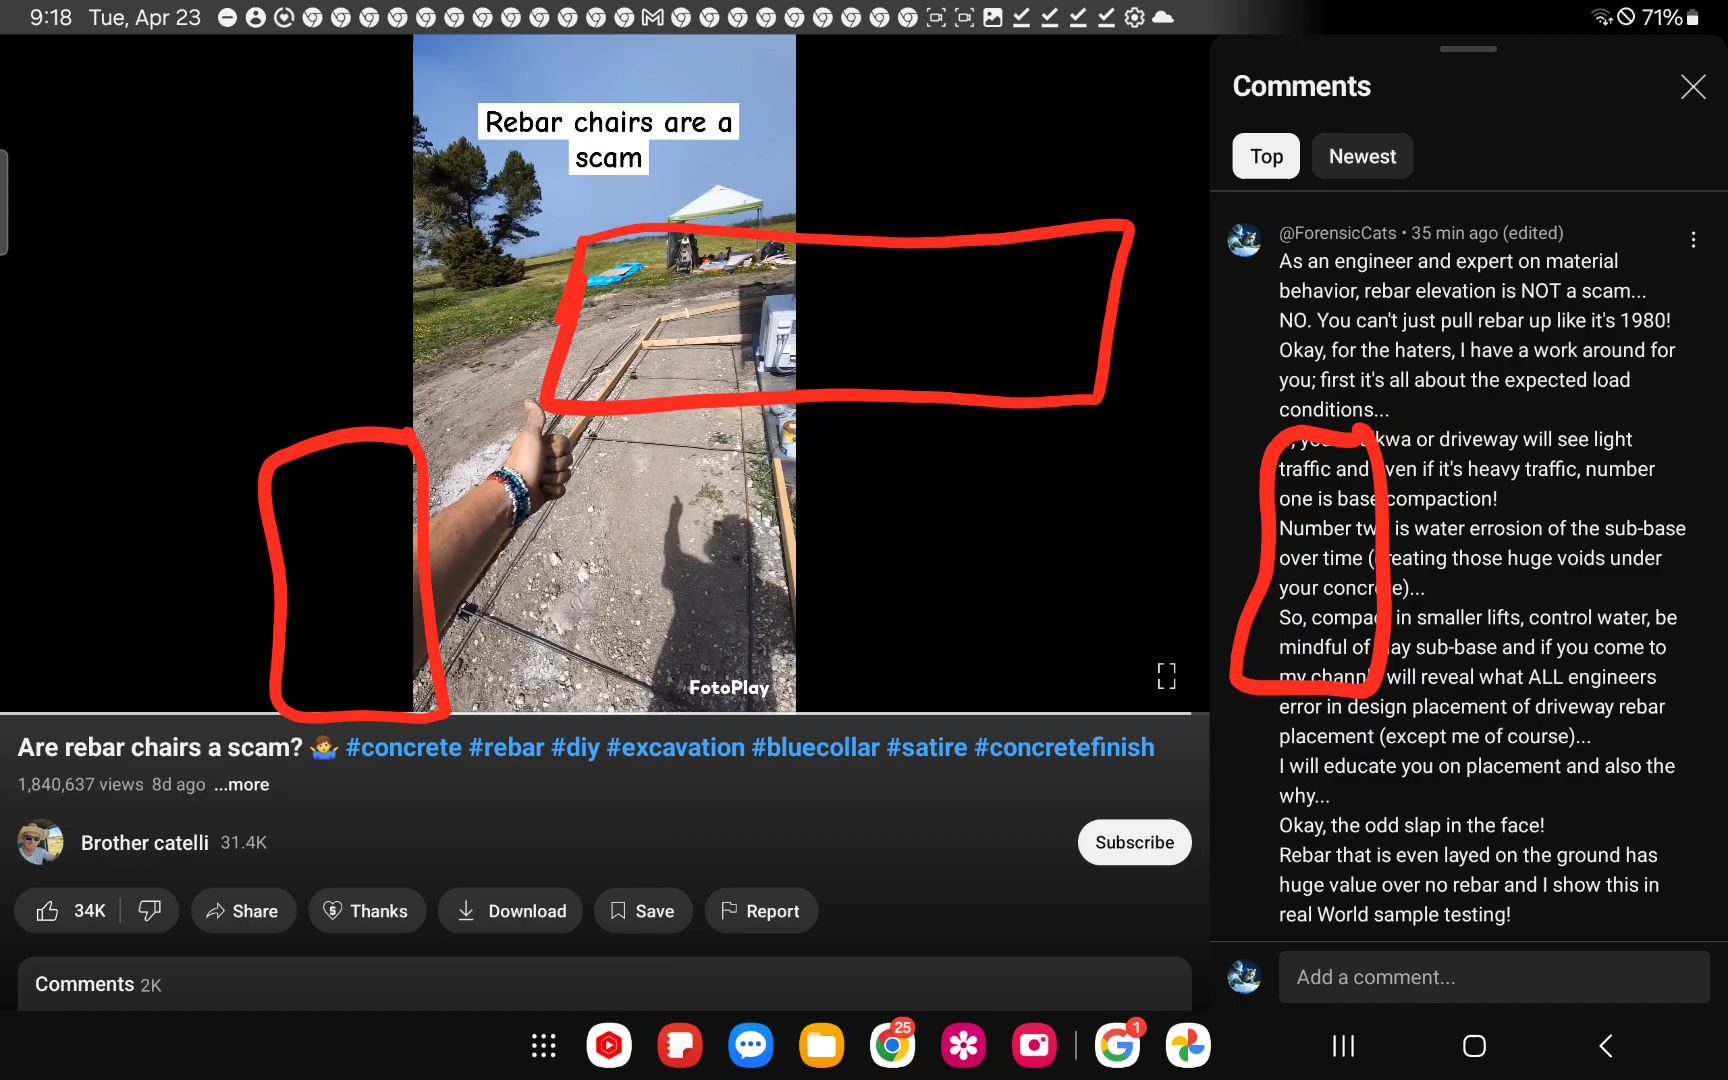 9:18 Tue, Apr 23
71%
Rebar chairs are a
scam
FotoPlay
Are rebar chairs a scam? 🤷 #concrete #rebar #diy #excavation #bluecollar #satire #concretefinish
1,840,637 views 8d ago ...more
Brother catelli 31.4K
Subscribe
34K
Share
Thanks
Download
Save
Report
Comments 2K
Comments
Top
Newest
@ForensicCats • 35 min ago (edited)
As an engineer and expert on material
behavior, rebar elevation is NOT a scam...
NO. You can't just pull rebar up like it's 1980!
Okay, for the haters, I have a work around for
you; first it's all about the expected load
conditions...
or driveway will see light
traffic and even if it's heavy traffic, number
one is base compaction!
Number two is water errosion of the sub-base
over time (creating those huge voids under
your concrete)...
So, compact in smaller lifts, control water, be
mindful of clay sub-base and if you come to
my channel will reveal what ALL engineers
error in design placement of driveway rebar
placement (except me of course)...
I will educate you on placement and also the
why...
Okay, the odd slap in the face!
Rebar that is even layed on the ground has
huge value over no rebar and I show this in
real World sample testing!
Add a comment...
25
1